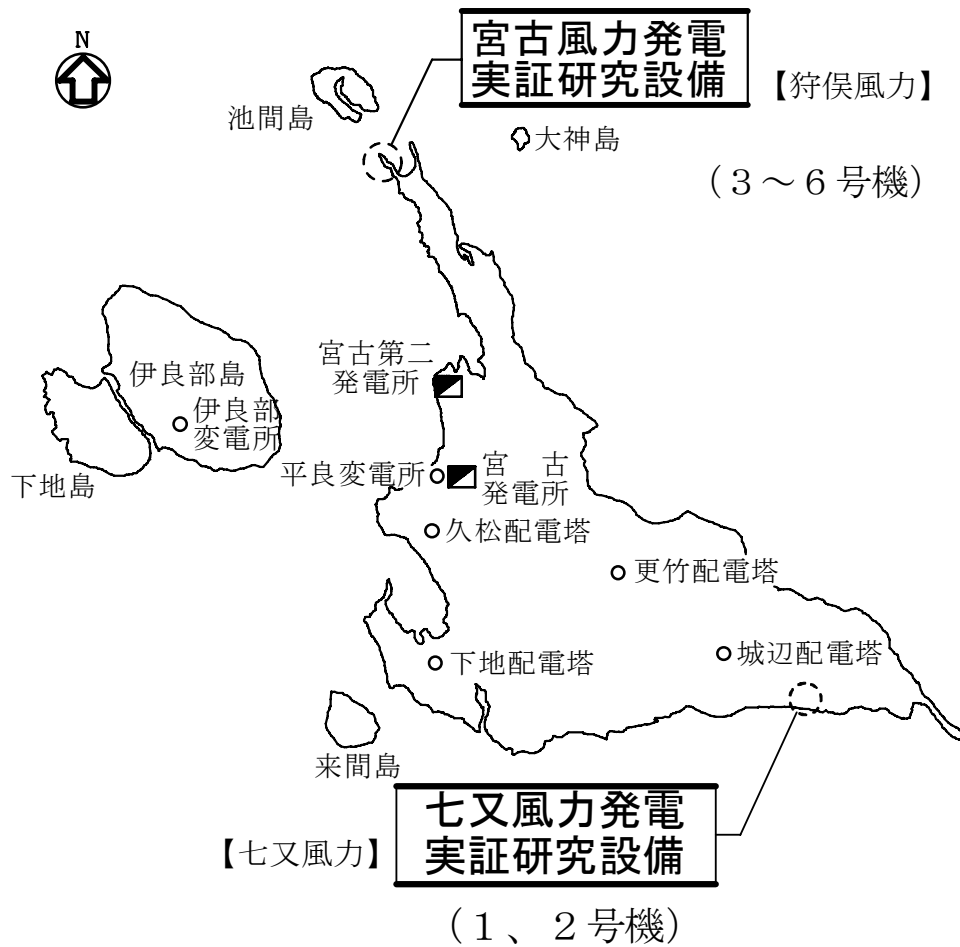 N
宮古風力発電
実証研究設備
【狩俣風力】
池間島
大神島
（３～６号機）
宮古第二
発電所
伊良部島
伊良部
変電所
下地島
平良変電所
宮　古
発電所
久松配電塔
更竹配電塔
下地配電塔
城辺配電塔
来間島
七又風力発電
実証研究設備
【七又風力】
（１、２号機）